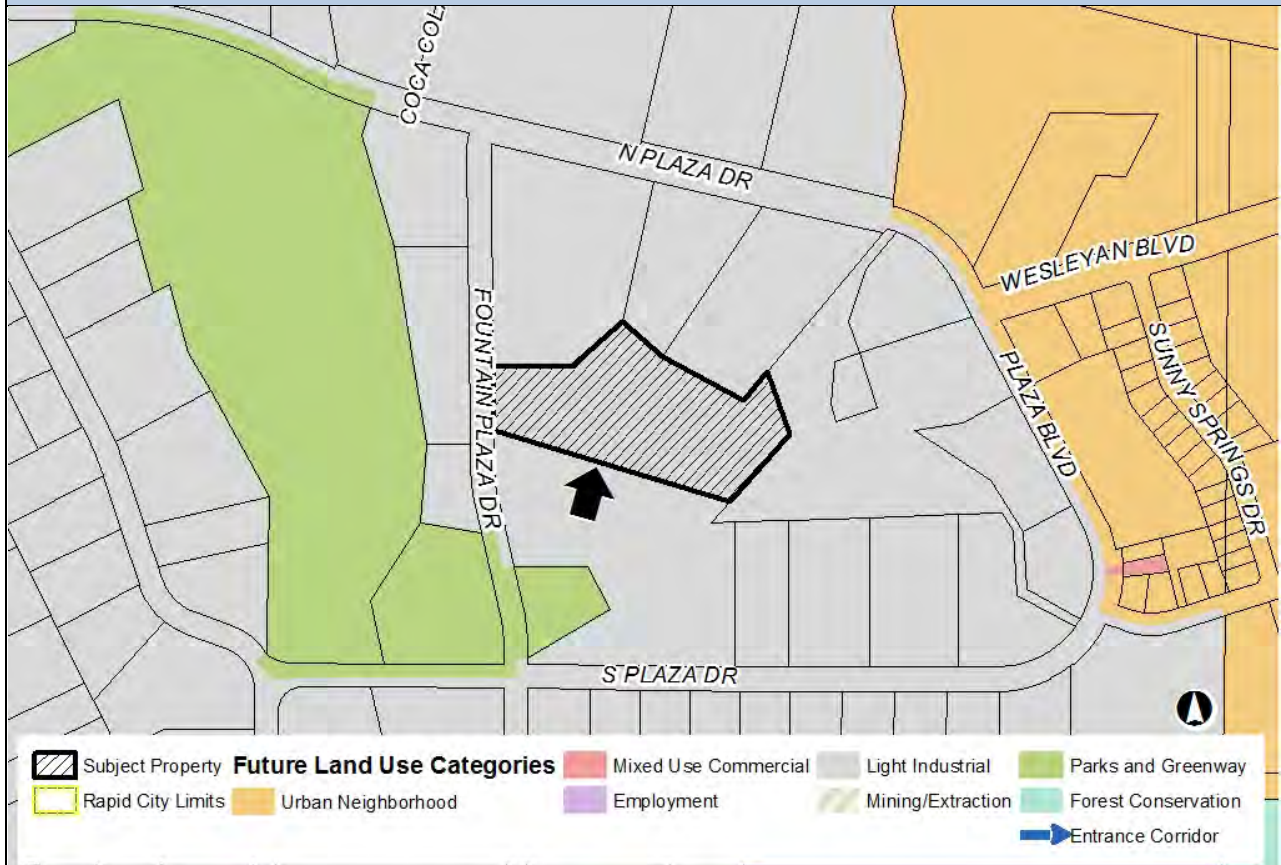 COCA-COL
N PLAZA DR
WESLEYAN BLVD
FOUNTAIN PLAZA DR
PLAZA BLVD
SUNNY SPRINGS DR
S PLAZA DR
Subject Property Future Land Use Categories Mixed Use Commercial Light Industrial Parks and Greenway
Rapid City Limits Urban Neighborhood Employment Mining/Extraction Forest Conservation
Entrance Corridor